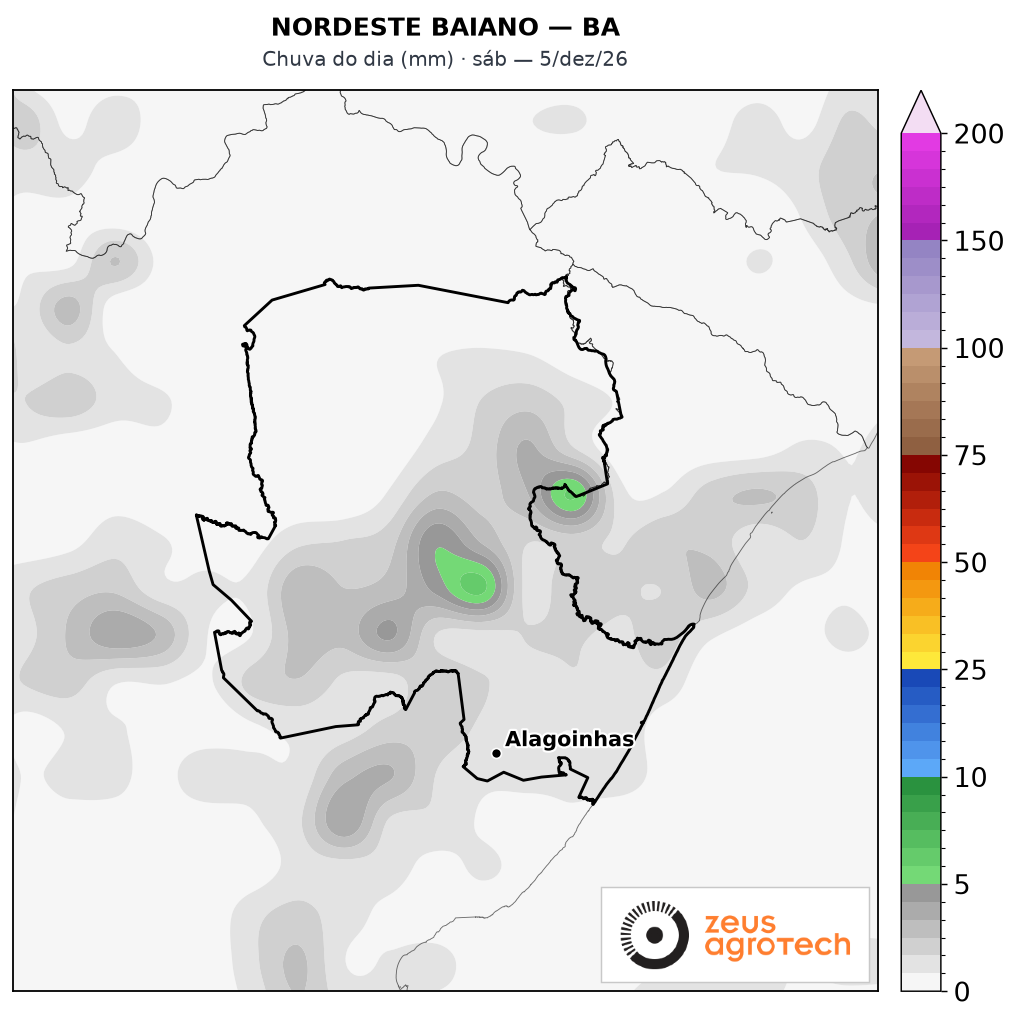 NORDESTE BAIANO — BA
Chuva do dia (mm) · sáb — 5/dez/26
200
150
100
75
50
25
10
5
0
Alagoinhas
zeus
agrotech